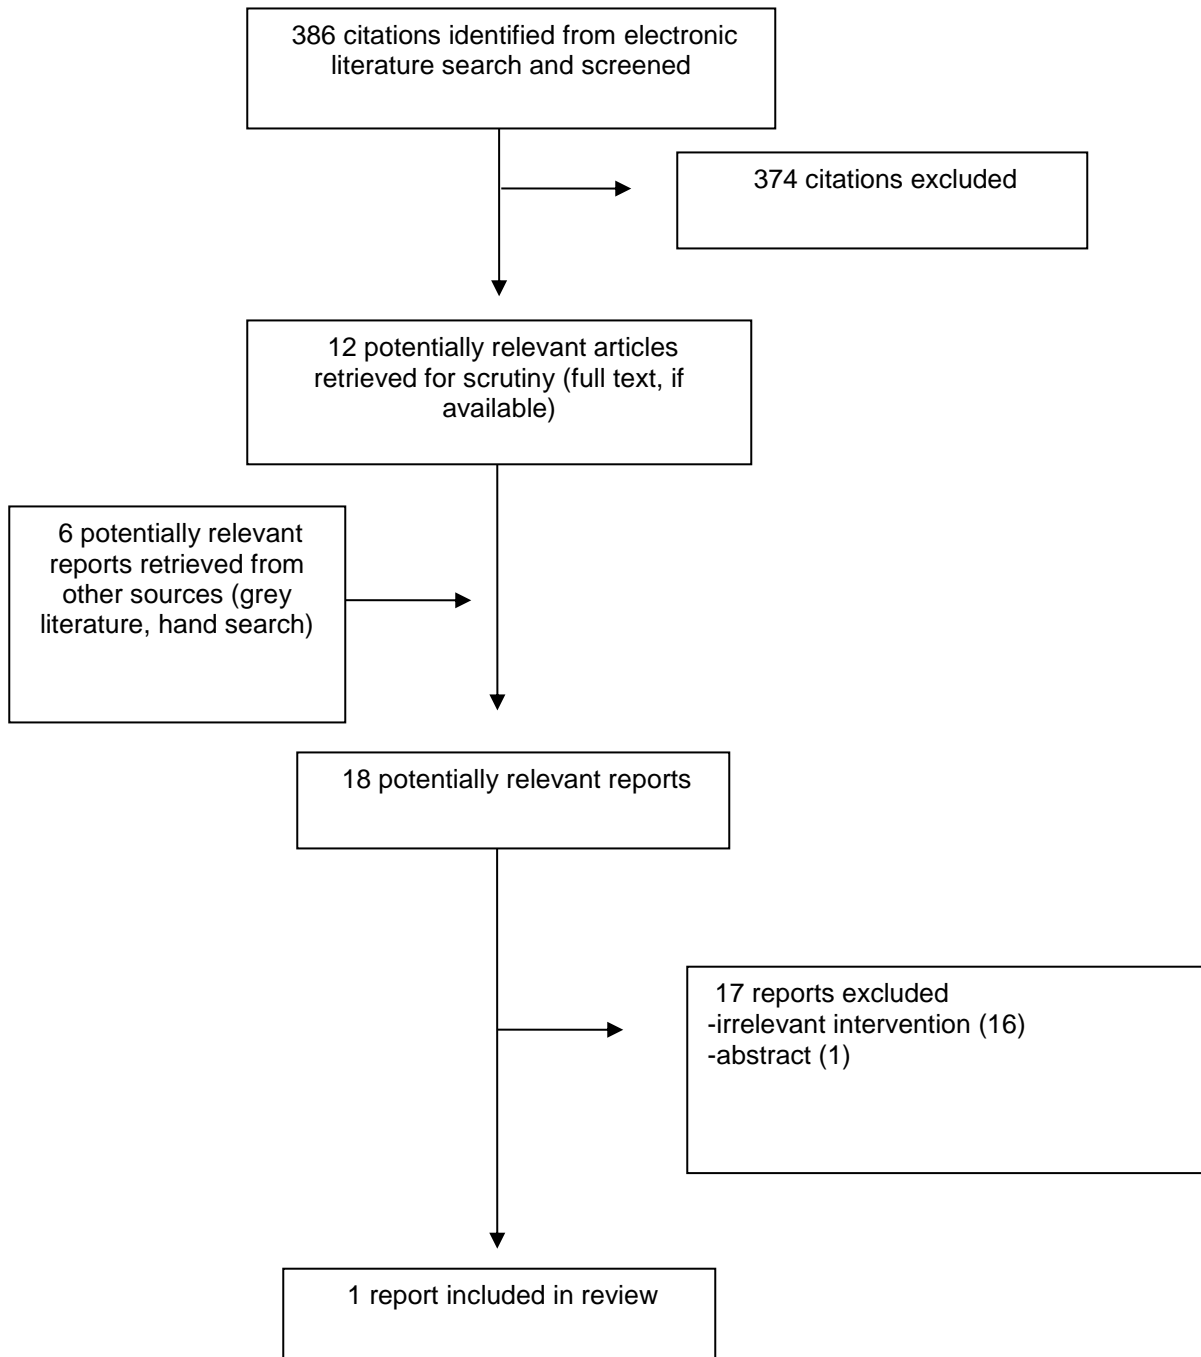 386 citations identified from electronic
literature search and screened
374 citations excluded
12 potentially relevant articles
retrieved for scrutiny (full text, if
available)
6 potentially relevant
reports retrieved from
other sources (grey
literature, hand search)
18 potentially relevant reports
17 reports excluded
-irrelevant intervention (16)
-abstract (1)
1 report included in review